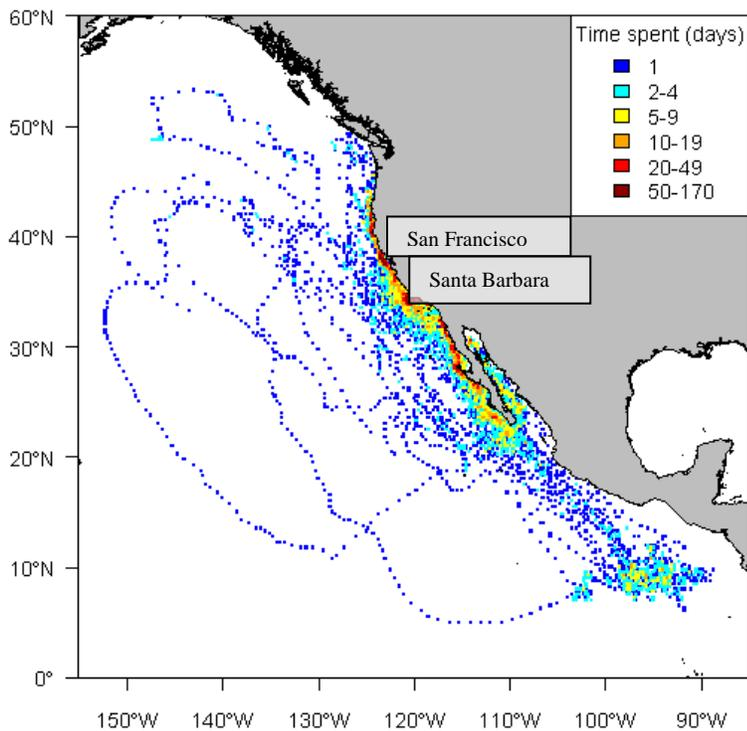 60°N
50°N
40°N
30°N
20°N
10°N
0°
150°W 140°W 130°W 120°W 110°W 100°W 90°W
Time spent (days)
1
2-4
5-9
10-19
20-49
50-170
San Francisco
Santa Barbara